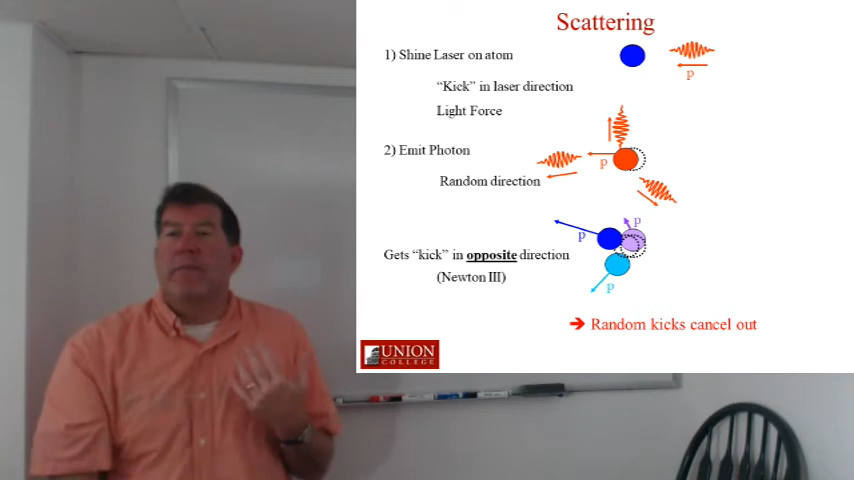 Scattering
1) Shine Laser on atom
p
"Kick" in laser direction
Light Force
2) Emit Photon
p
Random direction
p
p
Gets "kick" in opposite direction
(Newton III)
p
➔ Random kicks cancel out
UNION
COLLEGE